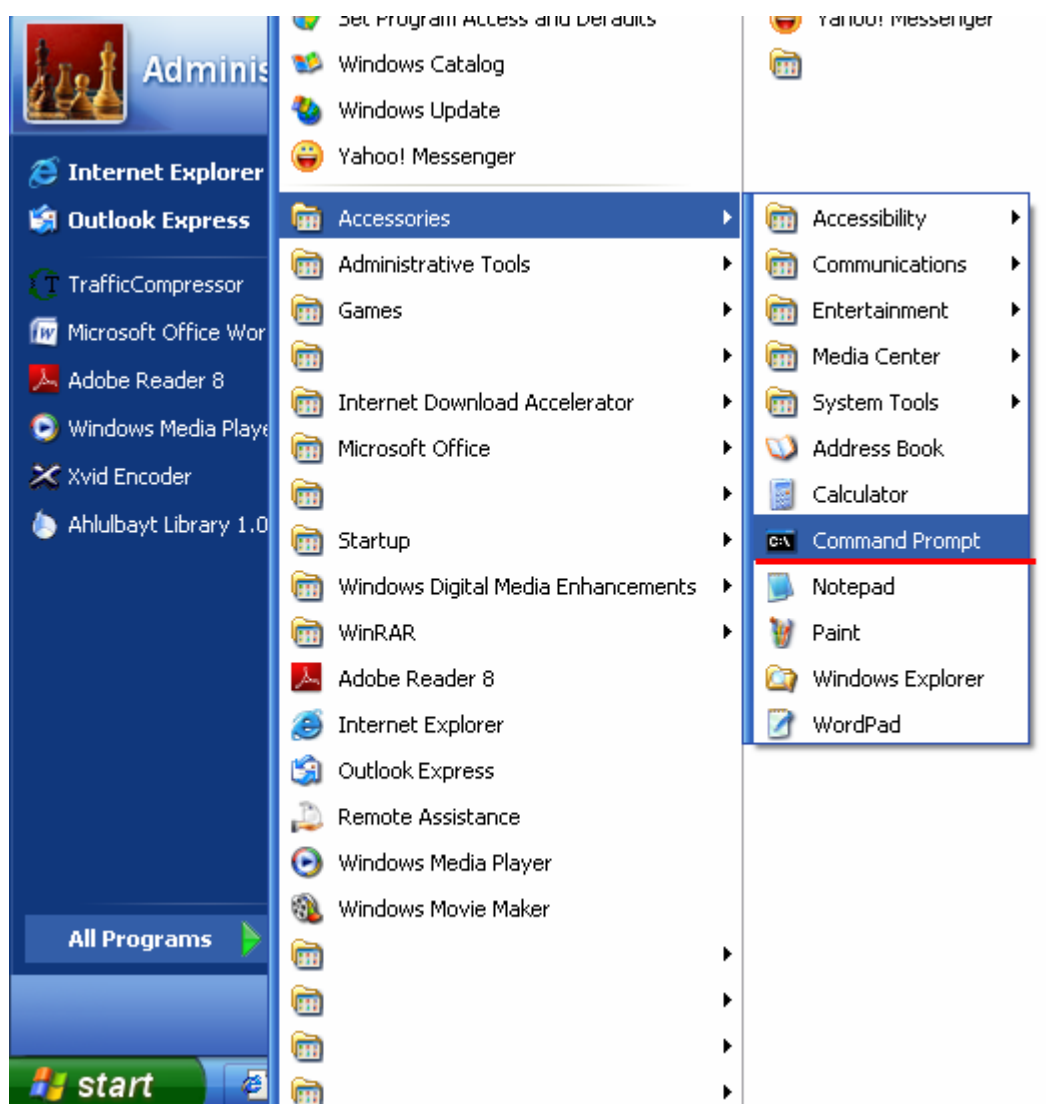 Adminis
Internet Explorer
Outlook Express
TrafficCompressor
Microsoft Office Wor
Adobe Reader 8
Windows Media Playe
Xvid Encoder
Ahlulbayt Library 1.0
All Programs
start
Set Program Access and Defaults
Windows Catalog
Windows Update
Yahoo! Messenger
Accessories
Administrative Tools
Games
Internet Download Accelerator
Microsoft Office
Startup
Windows Digital Media Enhancements
WinRAR
Adobe Reader 8
Internet Explorer
Outlook Express
Remote Assistance
Windows Media Player
Windows Movie Maker
Yahoo! Messenger
Accessibility
Communications
Entertainment
Media Center
System Tools
Address Book
Calculator
C:\ Command Prompt
Notepad
Paint
Windows Explorer
WordPad